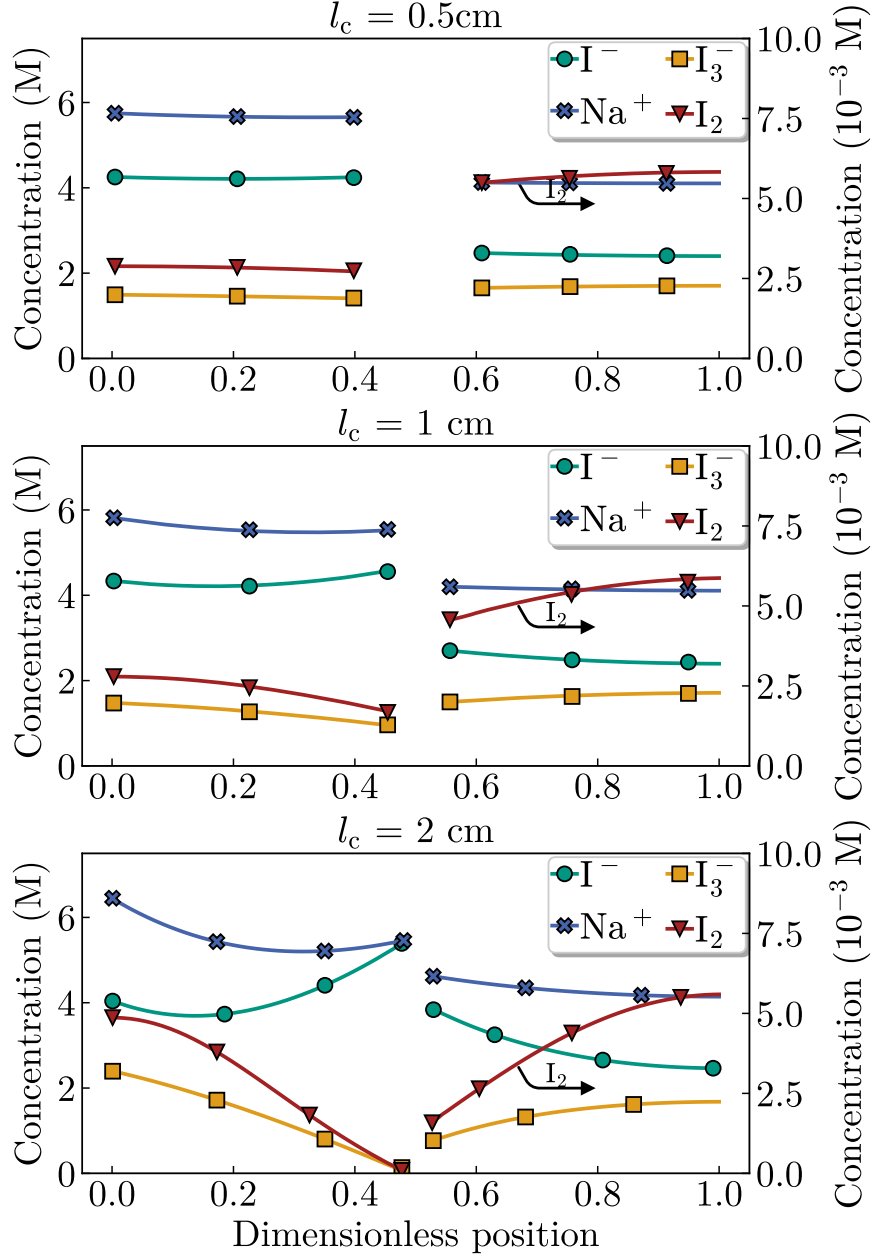 l_c = 0.5cm
Concentration (M)
0
2
4
6
0.0
0.2
0.4
0.6
0.8
1.0
0.0
2.5
5.0
7.5
10.0
Concentration (10⁻³ M)
I⁻
I₃⁻
Na⁺
I₂
I₂
l_c = 1 cm
Concentration (M)
0
2
4
6
0.0
0.2
0.4
0.6
0.8
1.0
0.0
2.5
5.0
7.5
10.0
Concentration (10⁻³ M)
I⁻
I₃⁻
Na⁺
I₂
I₂
l_c = 2 cm
Concentration (M)
0
2
4
6
0.0
0.2
0.4
0.6
0.8
1.0
0.0
2.5
5.0
7.5
10.0
Concentration (10⁻³ M)
I⁻
I₃⁻
Na⁺
I₂
I₂
Dimensionless position